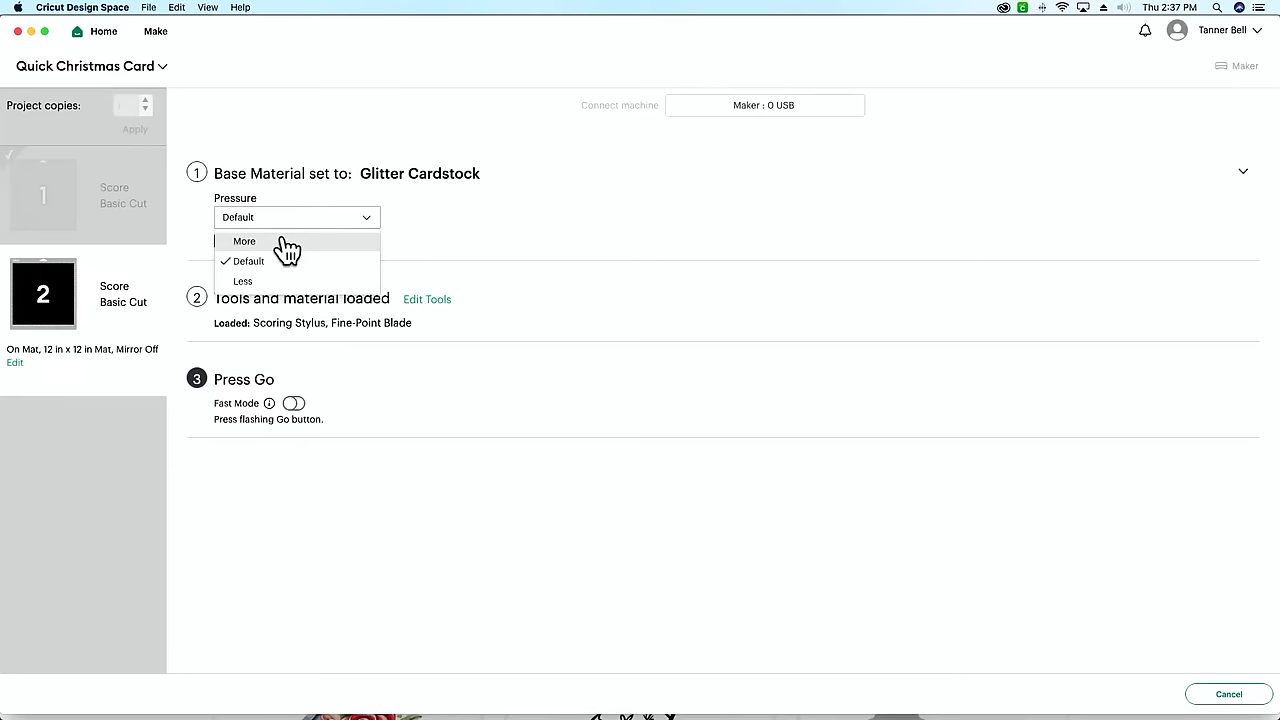 Cricut Design Space File Edit View Help
Thu 2:37 PM
Home Make
Tanner Bell
Quick Christmas Card
Maker
Project copies:
Apply
Connect machine Maker : 0 USB
1
Score
Basic Cut
2
Score
Basic Cut
On Mat, 12 in x 12 in Mat, Mirror Off
Edit
1 Base Material set to: Glitter Cardstock
Pressure
Default
More
Default
Less
2 Tools and material loaded Edit Tools
Loaded: Scoring Stylus, Fine-Point Blade
3 Press Go
Fast Mode
Press flashing Go button.
Cancel